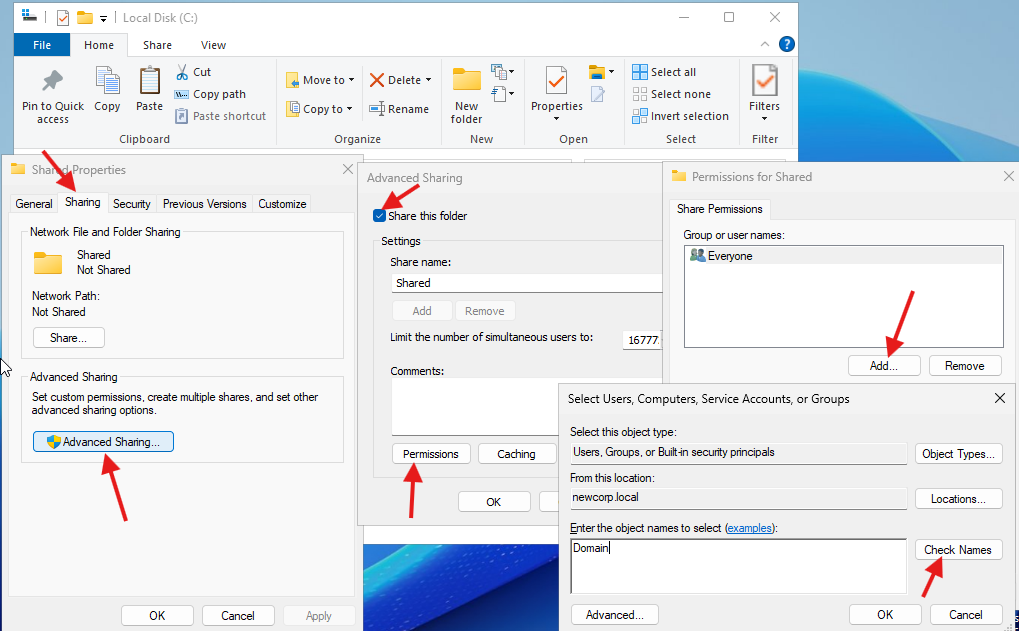 Local Disk (C:)
File Home Share View
Pin to Quick access
Copy
Paste
Cut
Copy path
Paste shortcut
Clipboard
Move to
Copy to
Delete
Rename
Organize
New folder
New
Properties
Open
Select all
Select none
Invert selection
Select
Filters
Filter
Shared Properties
General Sharing Security Previous Versions Customize
Network File and Folder Sharing
Shared
Not Shared
Network Path:
Not Shared
Share...
Advanced Sharing
Set custom permissions, create multiple shares, and set other
advanced sharing options.
Advanced Sharing...
OK Cancel Apply
Advanced Sharing
Share this folder
Settings
Share name:
Shared
Add Remove
Limit the number of simultaneous users to: 16777
Comments:
Permissions Caching
OK
Permissions for Shared
Share Permissions
Group or user names:
Everyone
Add... Remove
Select Users, Computers, Service Accounts, or Groups
Select this object type:
Users, Groups, or Built-in security principals
Object Types...
From this location:
newcorp.local
Locations...
Enter the object names to select (examples):
Domain
Check Names
Advanced...
OK Cancel